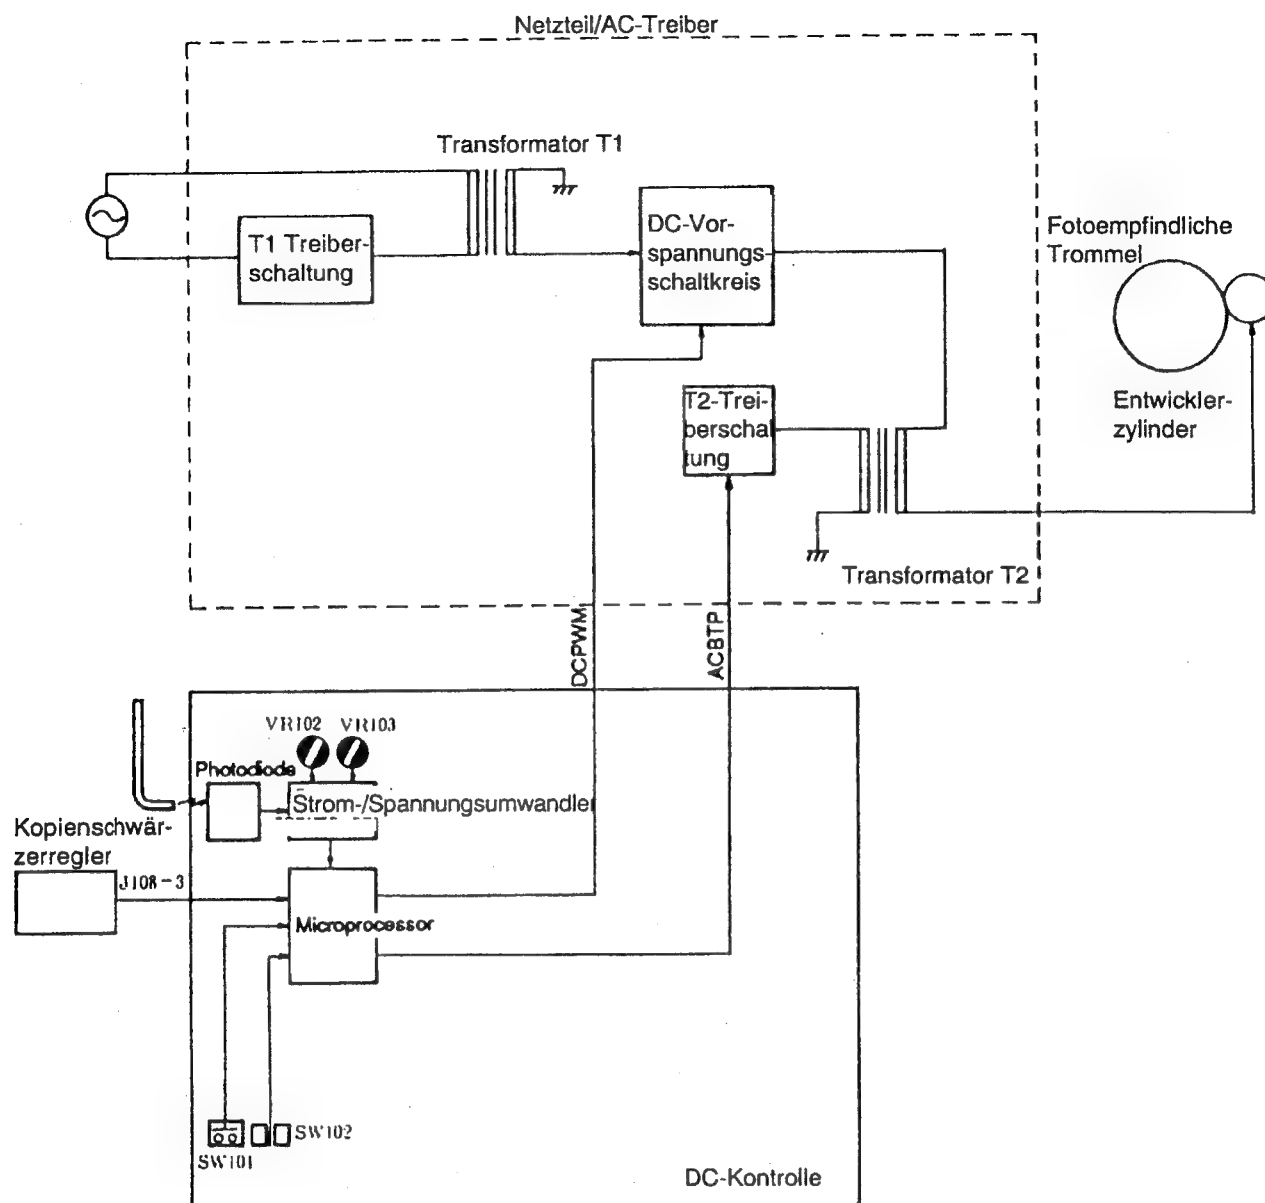 Netzteil/AC-Treiber
Transformator T1
T1 Treiber-
schaltung
DC-Vor-
spannungs-
schaltkreis
Fotoempfindliche
Trommel
T2-Trei-
berschal
tung
Entwickler-
zylinder
Transformator T2
DCPWM
ACBTP
VR102 VR103
Photodiode
Strom-/Spannungsumwandler
Kopienschwär-
zerregler
J108-3
Microprocessor
SW101
SW102
DC-Kontrolle